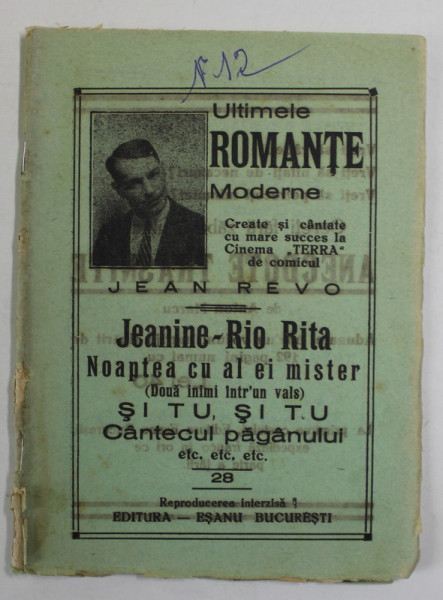 N 12
Ultimele
ROMANȚE
Moderne
Create și cântate
cu mare succes la
Cinema „TERRA“
de comicul
JEAN REVO
Jeanine-Rio Rita
Noaptea cu al ei mister
(Două inimi într'un vals)
ȘI TU, ȘI TU
Cântecul păgânului
etc. etc. etc.
28
Reproducerea interzisă
EDITURA — EȘANU BUCUREȘTI